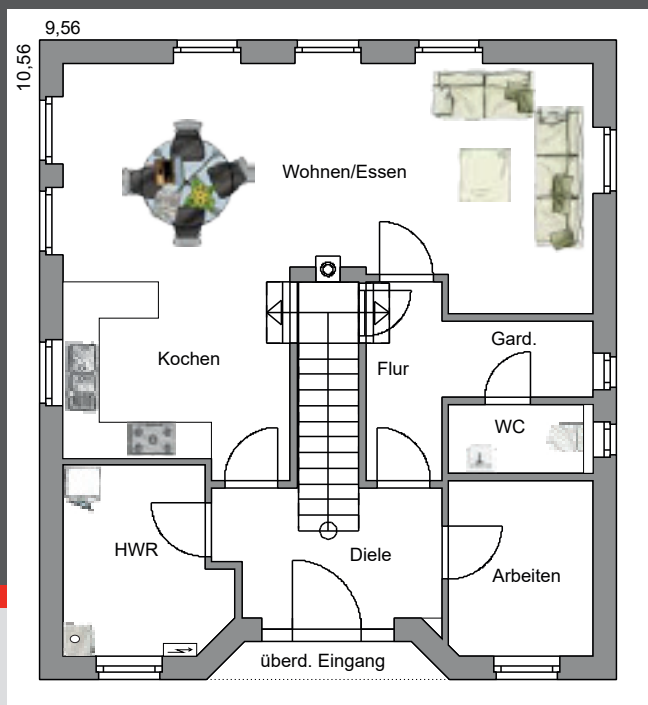 9,56
10,56
Wohnen/Essen
Kochen
Flur
Gard.
WC
HWR
Diele
Arbeiten
überd. Eingang